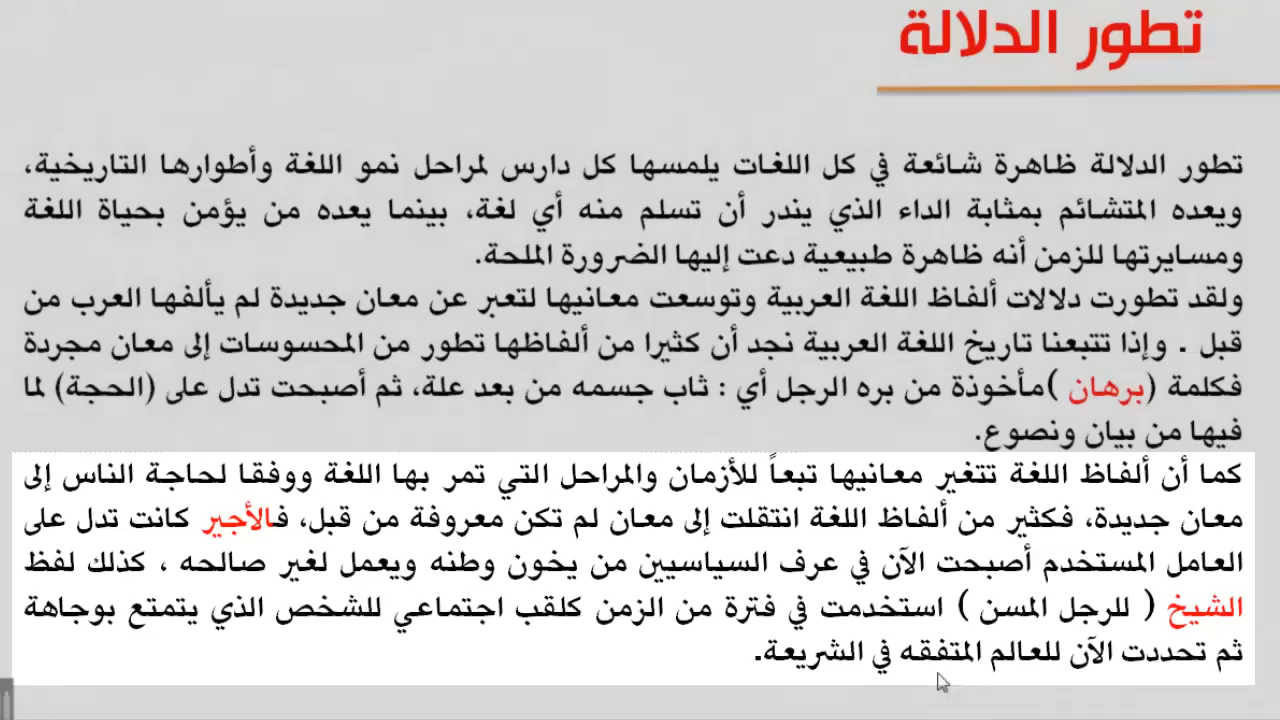 تطور الدلالة
تطور الدلالة ظاهرة شائعة في كل اللغات يلمسها كل دارس لمراحل نمو اللغة وأطوارها التاريخية،
ويعده المتشائم بمثابة الداء الذي يندر أن تسلم منه أي لغة، بينما يعده من يؤمن بحياة اللغة
ومسايرتها للزمن أنه ظاهرة طبيعية دعت إليها الضرورة الملحة.
ولقد تطورت دلالات ألفاظ اللغة العربية وتوسعت معانيها لتعبر عن معان جديدة لم يألفها العرب من
قبل . وإذا تتبعنا تاريخ اللغة العربية نجد أن كثيرا من ألفاظها تطور من المحسوسات إلى معان مجردة
فكلمة (برهان )مأخوذة من بره الرجل أي : ثاب جسمه من بعد علة، ثم أصبحت تدل على (الحجة) لما
فيها من بيان ونصوع.
كما أن ألفاظ اللغة تتغير معانيها تبعاً للأزمان والمراحل التي تمر بها اللغة ووفقا لحاجة الناس إلى
معان جديدة، فكثير من ألفاظ اللغة انتقلت إلى معان لم تكن معروفة من قبل، فالأجير كانت تدل على
العامل المستخدم أصبحت الآن في عرف السياسيين من يخون وطنه ويعمل لغير صالحه ، كذلك لفظ
الشيخ ( للرجل المسن ) استخدمت في فترة من الزمن كلقب اجتماعي للشخص الذي يتمتع بوجاهة
ثم تحددت الآن للعالم المتفقه في الشريعة.